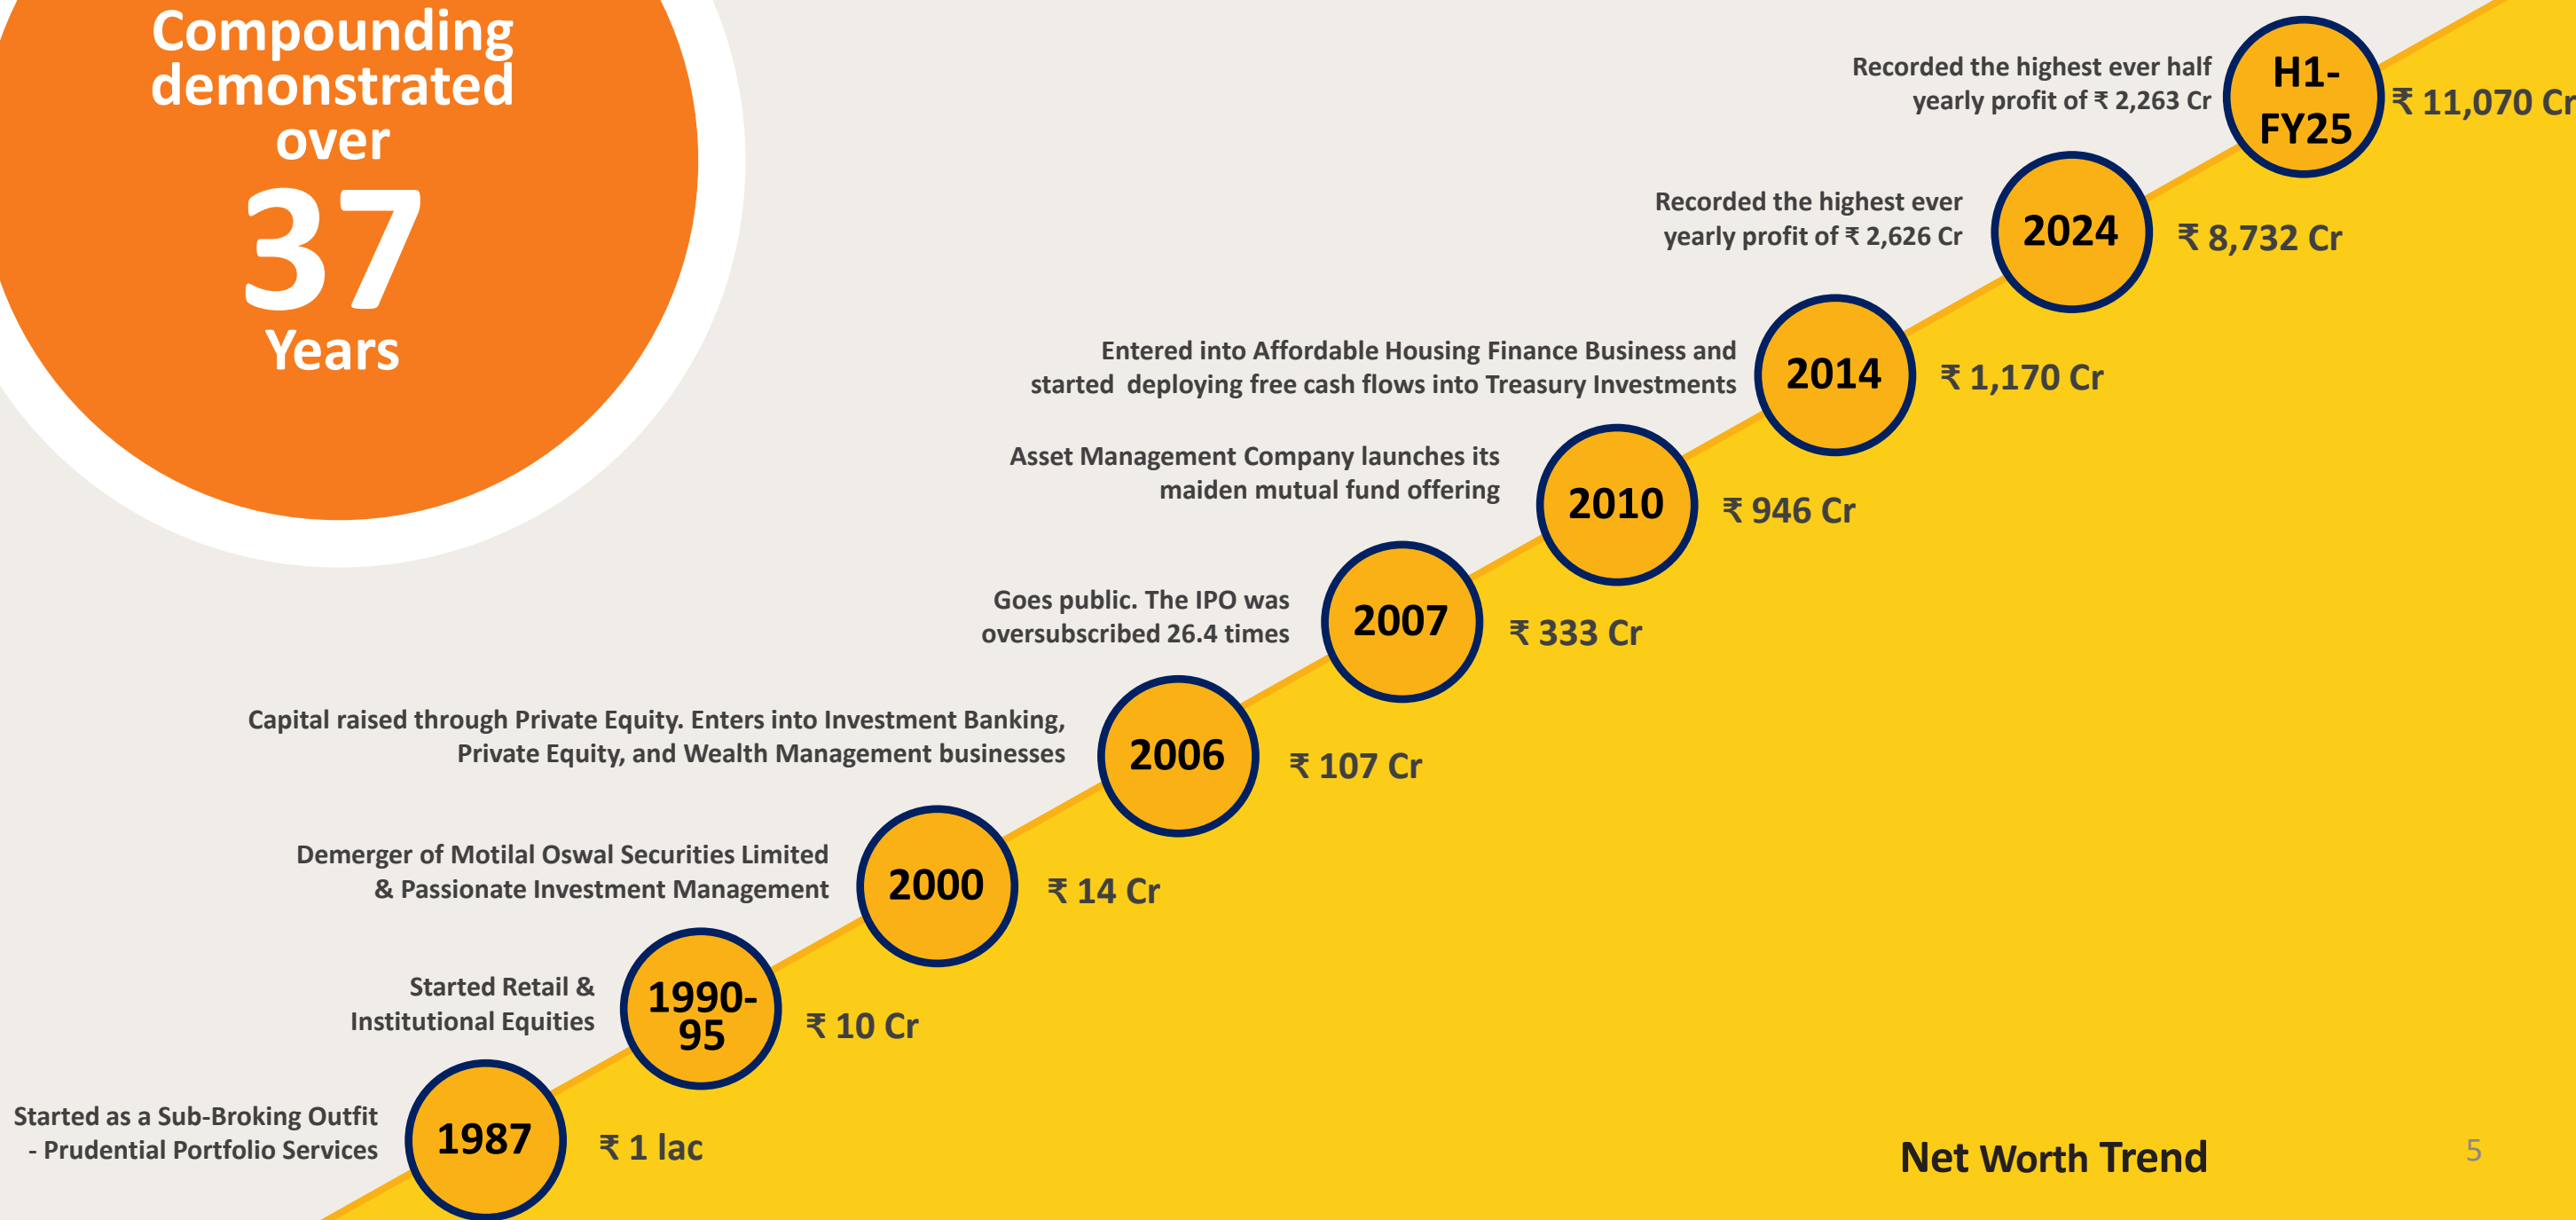 Compounding
demonstrated
over
37
Years
Recorded the highest ever half
yearly profit of ₹ 2,263 Cr
H1-
FY25
₹ 11,070 Cr
Recorded the highest ever
yearly profit of ₹ 2,626 Cr
2024
₹ 8,732 Cr
Entered into Affordable Housing Finance Business and
started deploying free cash flows into Treasury Investments
2014
₹ 1,170 Cr
Asset Management Company launches its
maiden mutual fund offering
2010
₹ 946 Cr
Goes public. The IPO was
oversubscribed 26.4 times
2007
₹ 333 Cr
Capital raised through Private Equity. Enters into Investment Banking,
Private Equity, and Wealth Management businesses
2006
₹ 107 Cr
Demerger of Motilal Oswal Securities Limited
& Passionate Investment Management
2000
₹ 14 Cr
Started Retail &
Institutional Equities
1990-
95
₹ 10 Cr
Started as a Sub-Broking Outfit
- Prudential Portfolio Services
1987
₹ 1 lac
Net Worth Trend
5